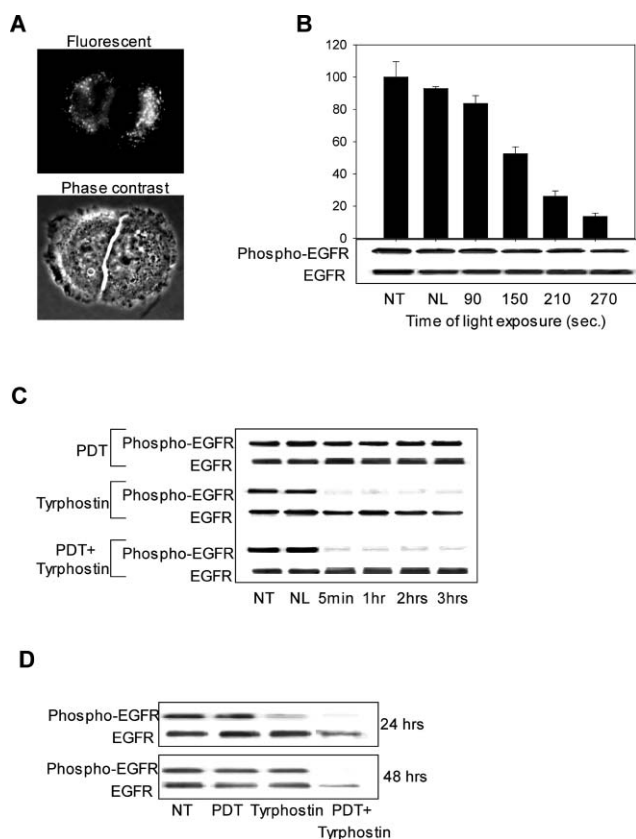 A
Fluorescent
Phase contrast
B
120
100
80
60
40
20
0
Phospho-EGFR
EGFR
NT NL 90 150 210 270
Time of light exposure (sec.)
C
PDT
Phospho-EGFR
EGFR
Tyrphostin
Phospho-EGFR
EGFR
PDT+
Tyrphostin
Phospho-EGFR
EGFR
NT NL 5min 1hr 2hrs 3hrs
D
Phospho-EGFR
EGFR
24 hrs
Phospho-EGFR
EGFR
48 hrs
NT PDT Tyrphostin PDT+
Tyrphostin